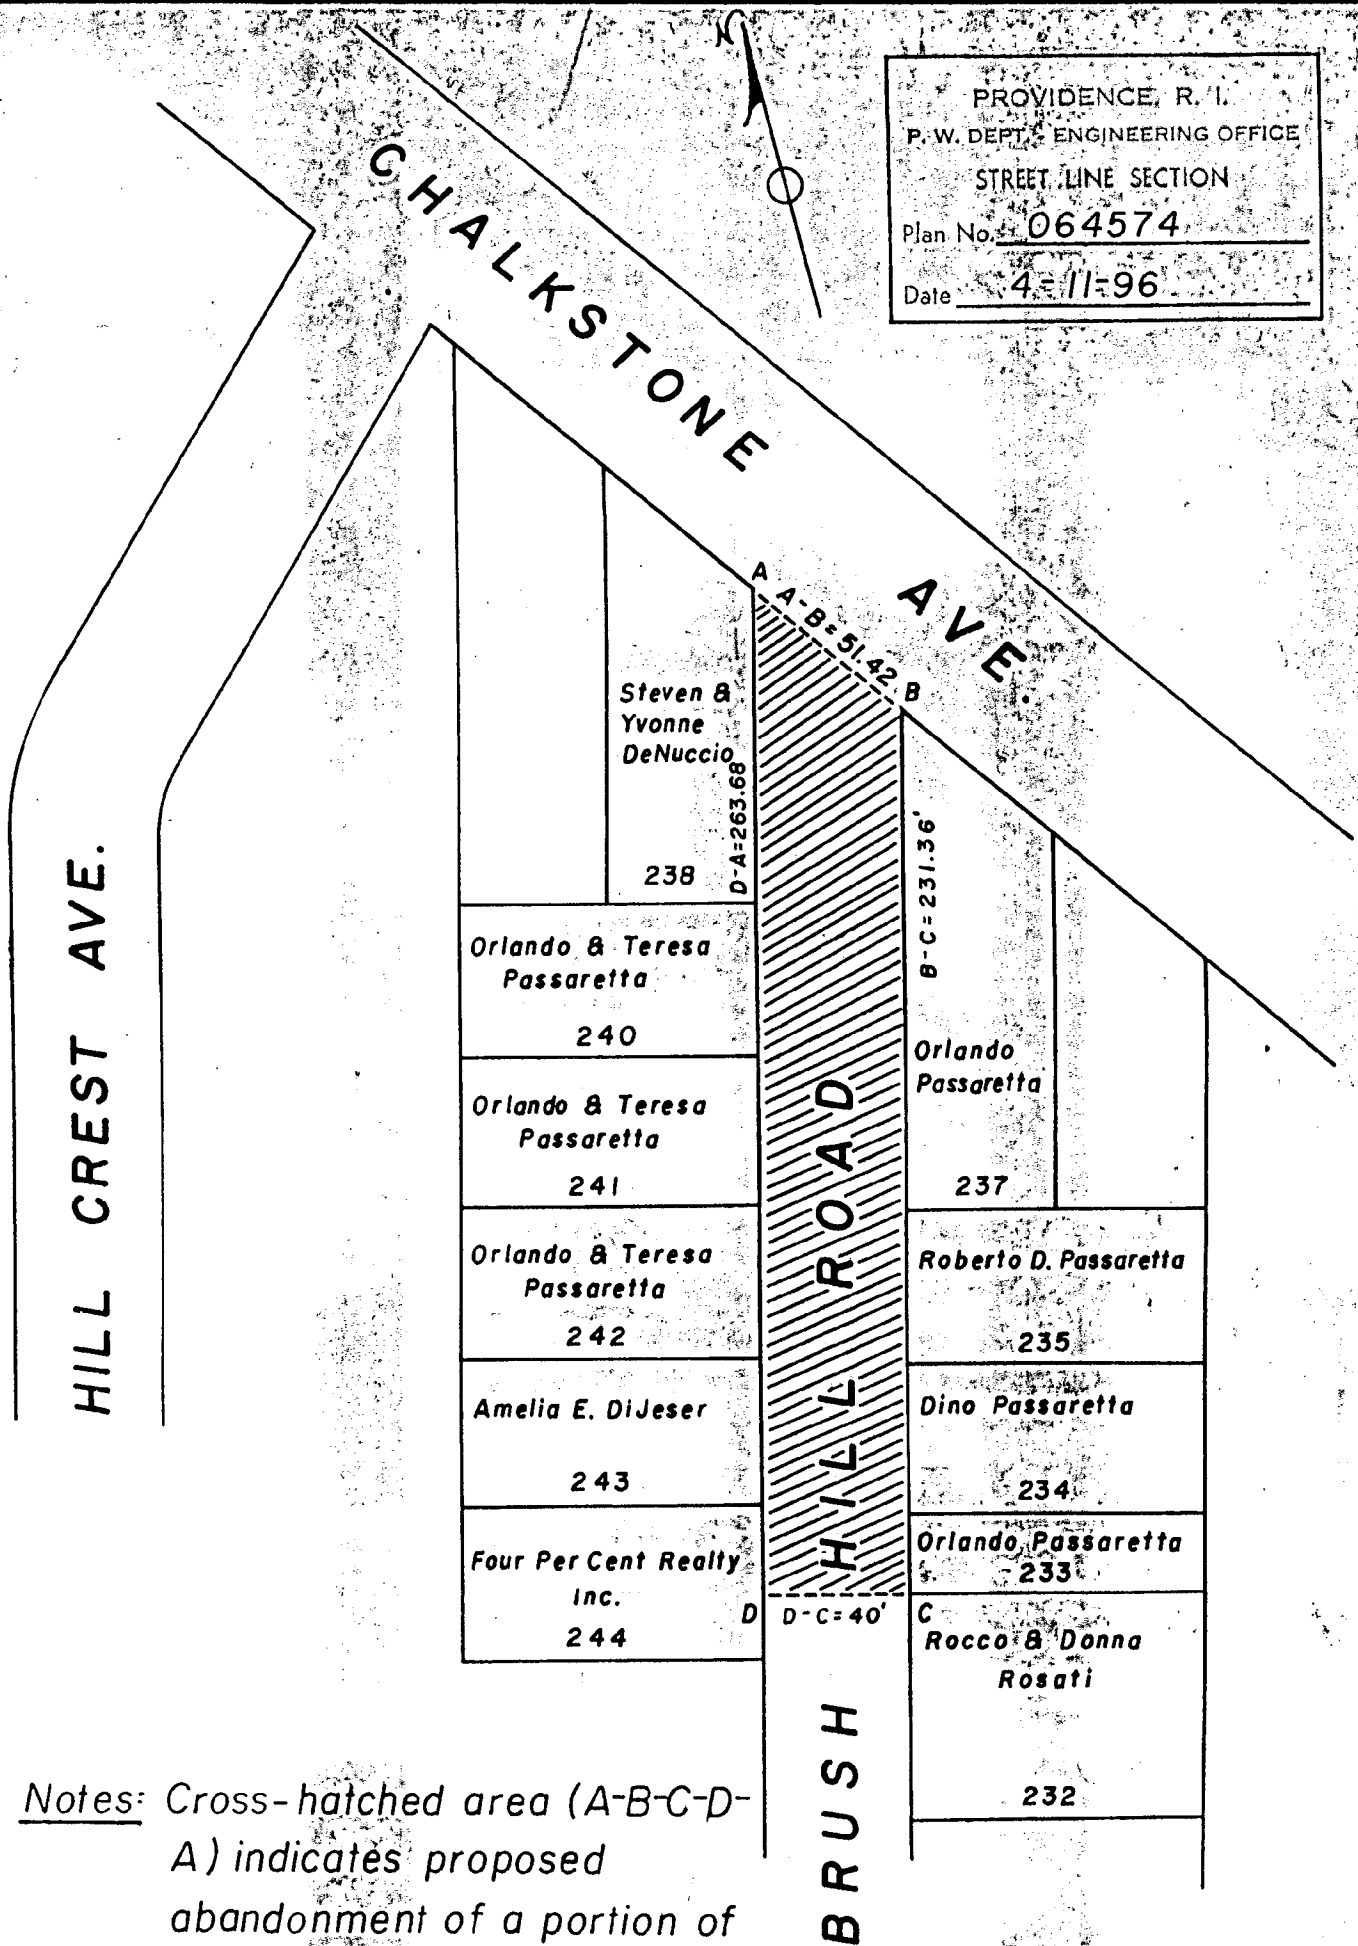 N
PROVIDENCE, R. I.
P. W. DEPT. - ENGINEERING OFFICE
STREET LINE SECTION
Plan No. 064574
Date 4-11-96
CHALKSTONE AVE.
A
A-B=51.42
B
Steven &
Yvonne
DeNuccio
238
D-A=263.68
B-C=231.36'
HILL CREST AVE.
Orlando & Teresa
Passaretta
240
Orlando
Passaretta
237
Orlando & Teresa
Passaretta
241
Orlando & Teresa
Passaretta
242
Roberto D. Passaretta
235
Amelia E. DiJeser
243
Dino Passaretta
234
Four Per Cent Realty
Inc.
244
Orlando Passaretta
233
D
D-C=40'
C
Rocco & Donna
Rosati
232
BRUSH HILL ROAD
Notes: Cross-hatched area (A-B-C-D-
A) indicates proposed
abandonment of a portion of